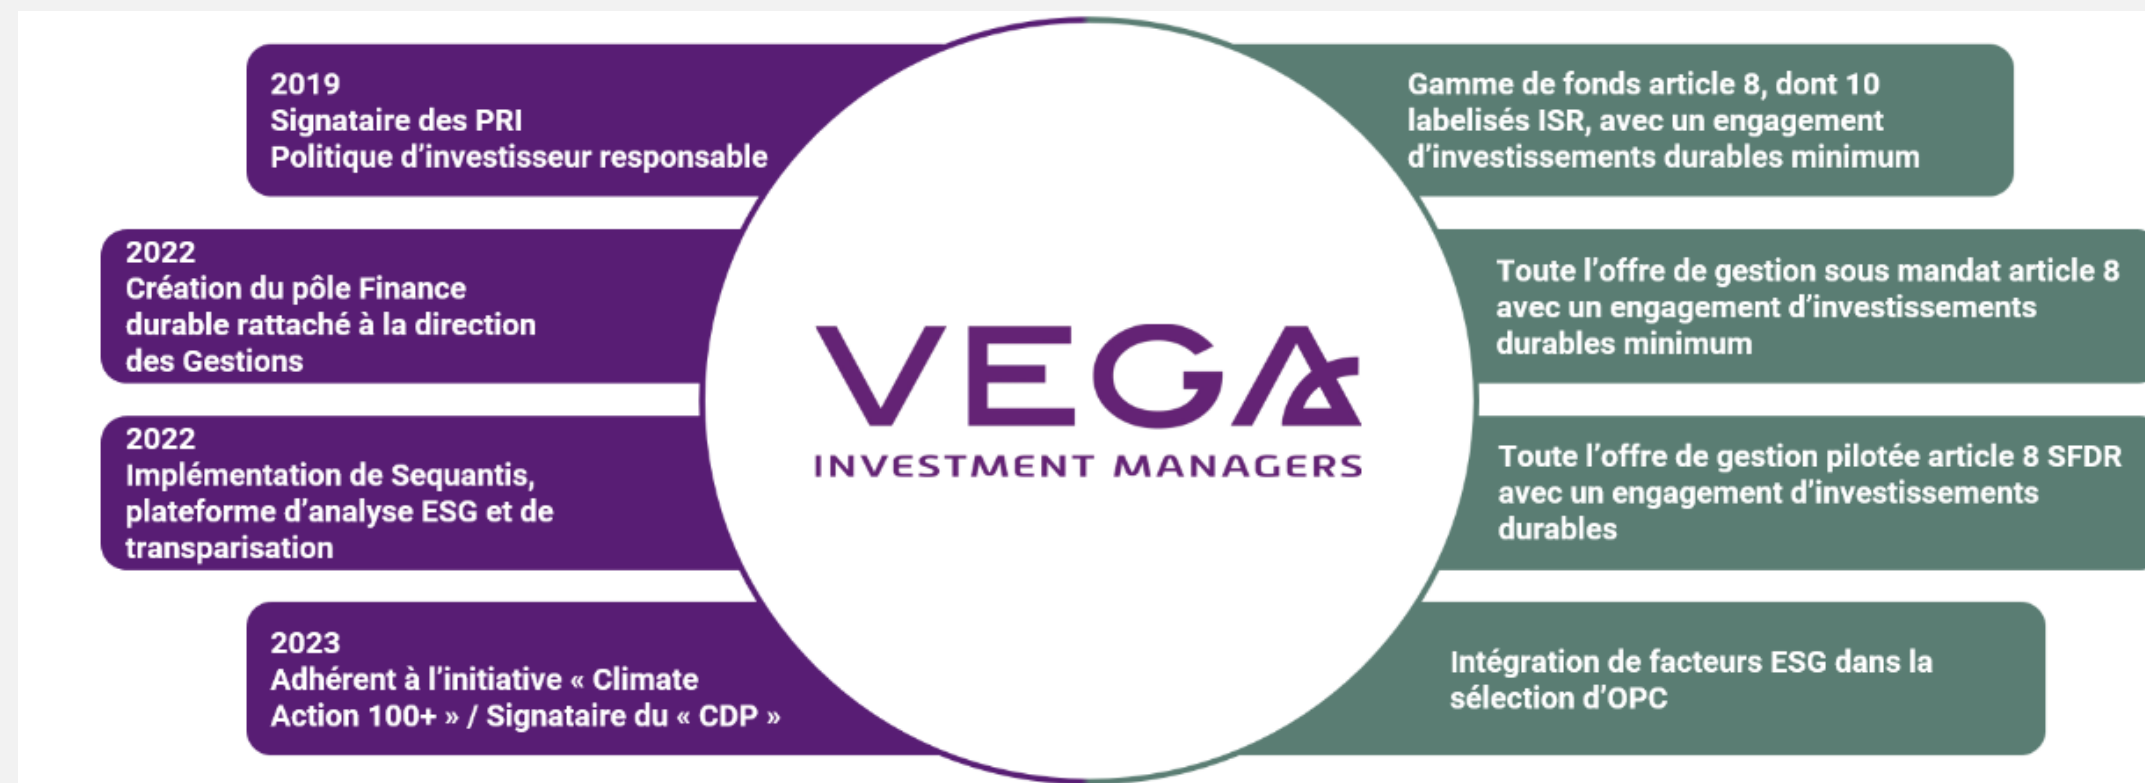 2019
Signataire des PRI
Politique d’investisseur responsable
2022
Création du pôle Finance
durable rattaché à la direction
des Gestions
2022
Implémentation de Sequantis,
plateforme d’analyse ESG et de
transparisation
2023
Adhérent à l’initiative « Climate
Action 100+ » / Signataire du « CDP »
VEGA
INVESTMENT MANAGERS
Gamme de fonds article 8, dont 10
labelisés ISR, avec un engagement
d’investissements durables minimum
Toute l’offre de gestion sous mandat article 8
avec un engagement d’investissements
durables minimum
Toute l’offre de gestion pilotée article 8 SFDR
avec un engagement d’investissements
durables
Intégration de facteurs ESG dans la
sélection d’OPC